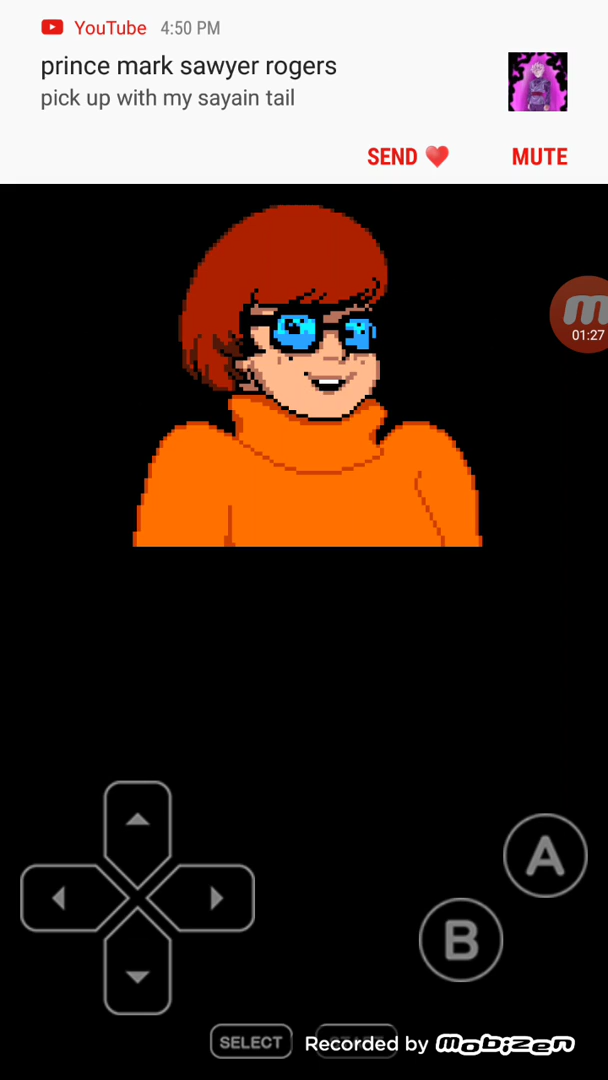 YouTube 4:50 PM
prince mark sawyer rogers
pick up with my sayain tail
SEND ❤ MUTE
01:27
A
B
SELECT
Recorded by mobizen